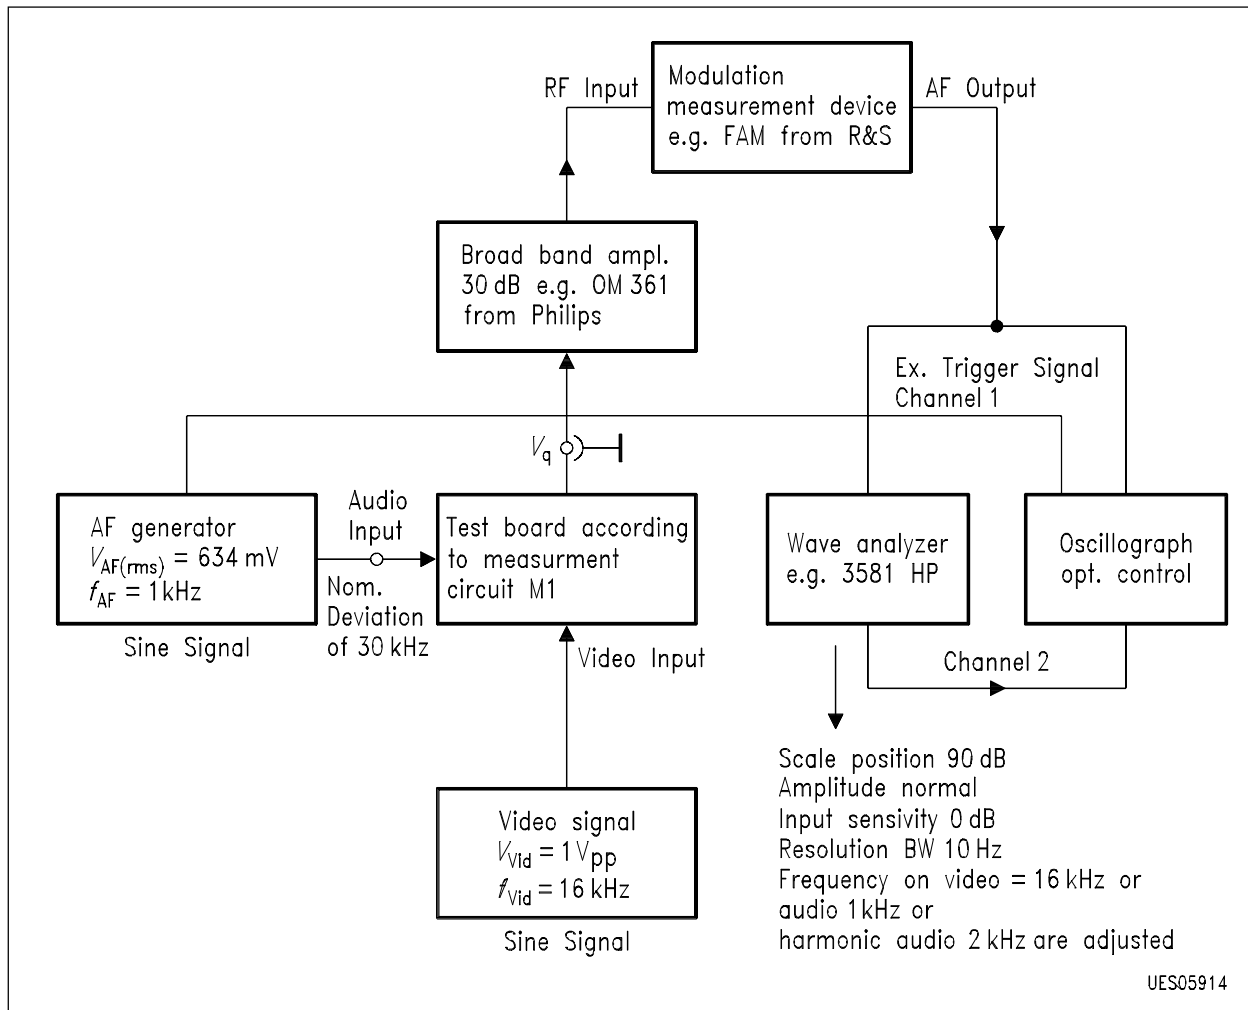 RF Input
Modulation
measurement device
e.g. FAM from R&S
AF Output
Broad band ampl.
30 dB e.g. OM 361
from Philips
Ex. Trigger Signal
Channel 1
Vq
AF generator
VAF(rms) = 634 mV
fAF = 1 kHz
Sine Signal
Audio
Input
Nom.
Deviation
of 30 kHz
Test board according
to measurment
circuit M1
Video Input
Wave analyzer
e.g. 3581 HP
Oscillograph
opt. control
Channel 2
Video signal
VVid = 1 Vpp
fVid = 16 kHz
Sine Signal
Scale position 90 dB
Amplitude normal
Input sensivity 0 dB
Resolution BW 10 Hz
Frequency on video = 16 kHz or
audio 1 kHz or
harmonic audio 2 kHz are adjusted
UES05914